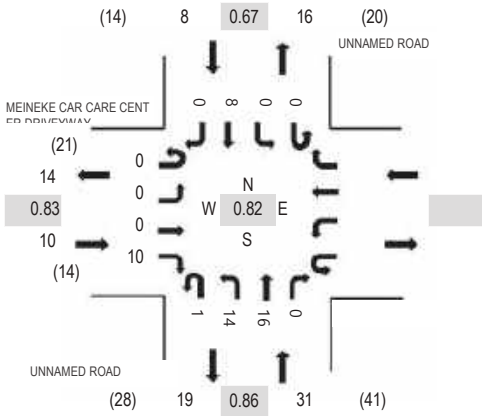 (14) 8 0.67 16 (20)
UNNAMED ROAD
0 8 0 0
MEINEKE CAR CARE CENT
ER DRIVEWAY
(21)
14
0
0.83
0
0
10
10
(14)
N
W 0.82 E
S
1 14 16 0
UNNAMED ROAD
(28) 19 0.86 31 (41)